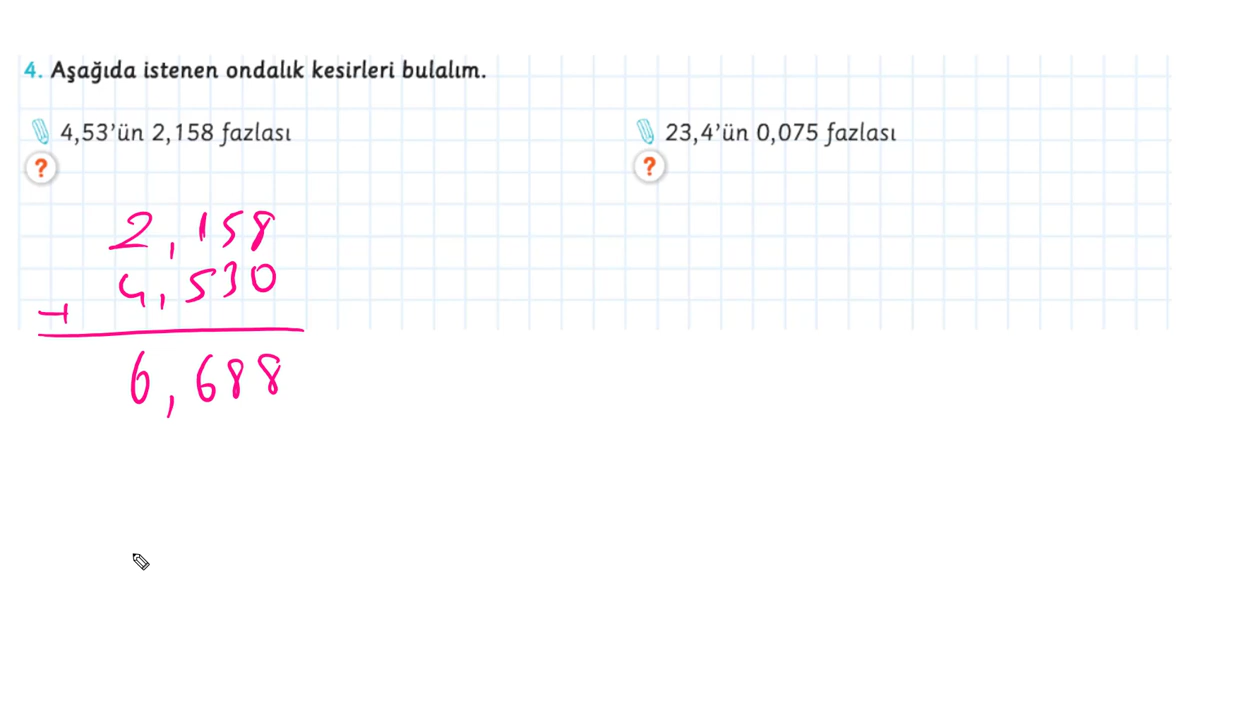 4. Aşağıda istenen ondalık kesirleri bulalım.
4,53’ün 2,158 fazlası
?
2,158
4,530
+
6,688
23,4’ün 0,075 fazlası
?